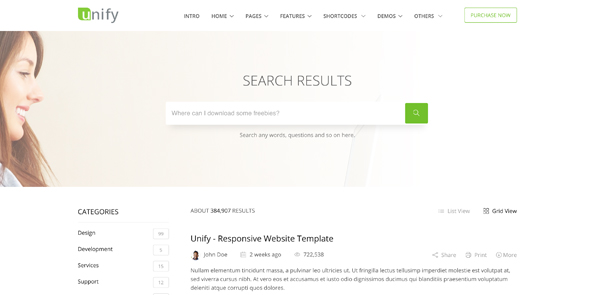 unify
INTRO HOME PAGES FEATURES SHORTCODES DEMOS OTHERS PURCHASE NOW
SEARCH RESULTS
Where can I download some freebies?
Search any words, questions and so on here.
CATEGORIES
Design
Development
Services
Support
ABOUT 384,907 RESULTS
List View Grid View
Unify - Responsive Website Template
John Doe 2 weeks ago 722,538
Share Print More
Nullam elementum tincidunt massa, a pulvinar leo ultricies ut. Ut fringilla lectus tellusimp imperdiet molestie est volutpat at,
sed viverra cursus nibh. At vero eos et accusamus et iusto odio dignissimos ducimus qui blanditiis praesentium voluptatum
deleniti atque corrupti quos dolores.